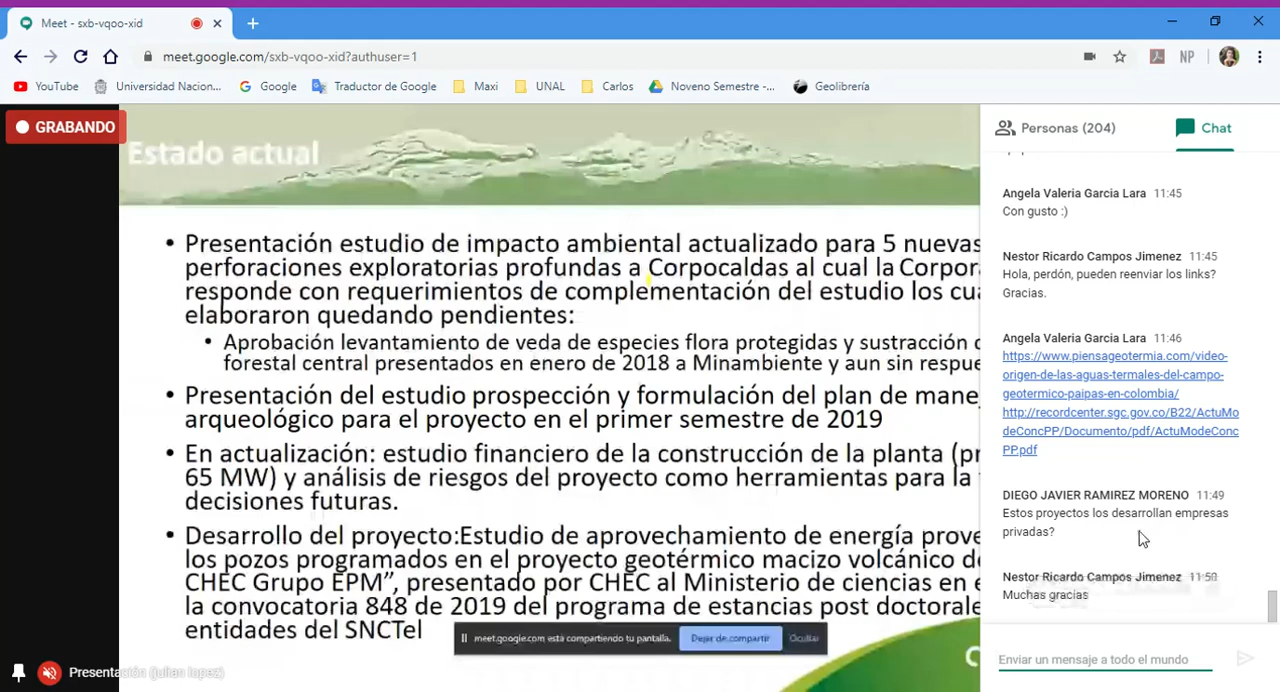 Meet - sxb-vqoo-xid
meet.google.com/sxb-vqoo-xid?authuser=1
NP
YouTube
Universidad Nacion...
Google
Traductor de Google
Maxi
UNAL
Carlos
Noveno Semestre -...
Geolibrería
GRABANDO
Estado actual
• Presentación estudio de impacto ambiental actualizado para 5 nuevas
perforaciones exploratorias profundas a Corpocaldas al cual la Corpor
responde con requerimientos de complementación del estudio los cu
elaboraron quedando pendientes:
• Aprobación levantamiento de veda de especies flora protegidas y sustracción
forestal central presentados en enero de 2018 a Minambiente y aun sin respue
• Presentación del estudio prospección y formulación del plan de mane
arqueológico para el proyecto en el primer semestre de 2019
• En actualización: estudio financiero de la construcción de la planta (pr
65 MW) y análisis de riesgos del proyecto como herramientas para la
decisiones futuras.
• Desarrollo del proyecto:Estudio de aprovechamiento de energía prove
los pozos programados en el proyecto geotérmico macizo volcánico d
CHEC Grupo EPM”, presentado por CHEC al Ministerio de ciencias en e
la convocatoria 848 de 2019 del programa de estancias post doctorale
entidades del SNCTel
meet.google.com está compartiendo tu pantalla.
Dejar de compartir
Ocultar
Presentación (julian lopez)
Personas (204)
Chat
Angela Valeria Garcia Lara 11:45
Con gusto :)
Nestor Ricardo Campos Jimenez 11:45
Hola, perdón, pueden reenviar los links?
Gracias.
Angela Valeria Garcia Lara 11:46
https://www.piensageotermia.com/video-
origen-de-las-aguas-termales-del-campo-
geotermico-paipas-en-colombia/
http://recordcenter.sgc.gov.co/B22/ActuMo
deConcPP/Documento/pdf/ActuModeConc
PP.pdf
DIEGO JAVIER RAMIREZ MORENO 11:49
Estos proyectos los desarrollan empresas
privadas?
Nestor Ricardo Campos Jimenez 11:50
Muchas gracias
Enviar un mensaje a todo el mundo